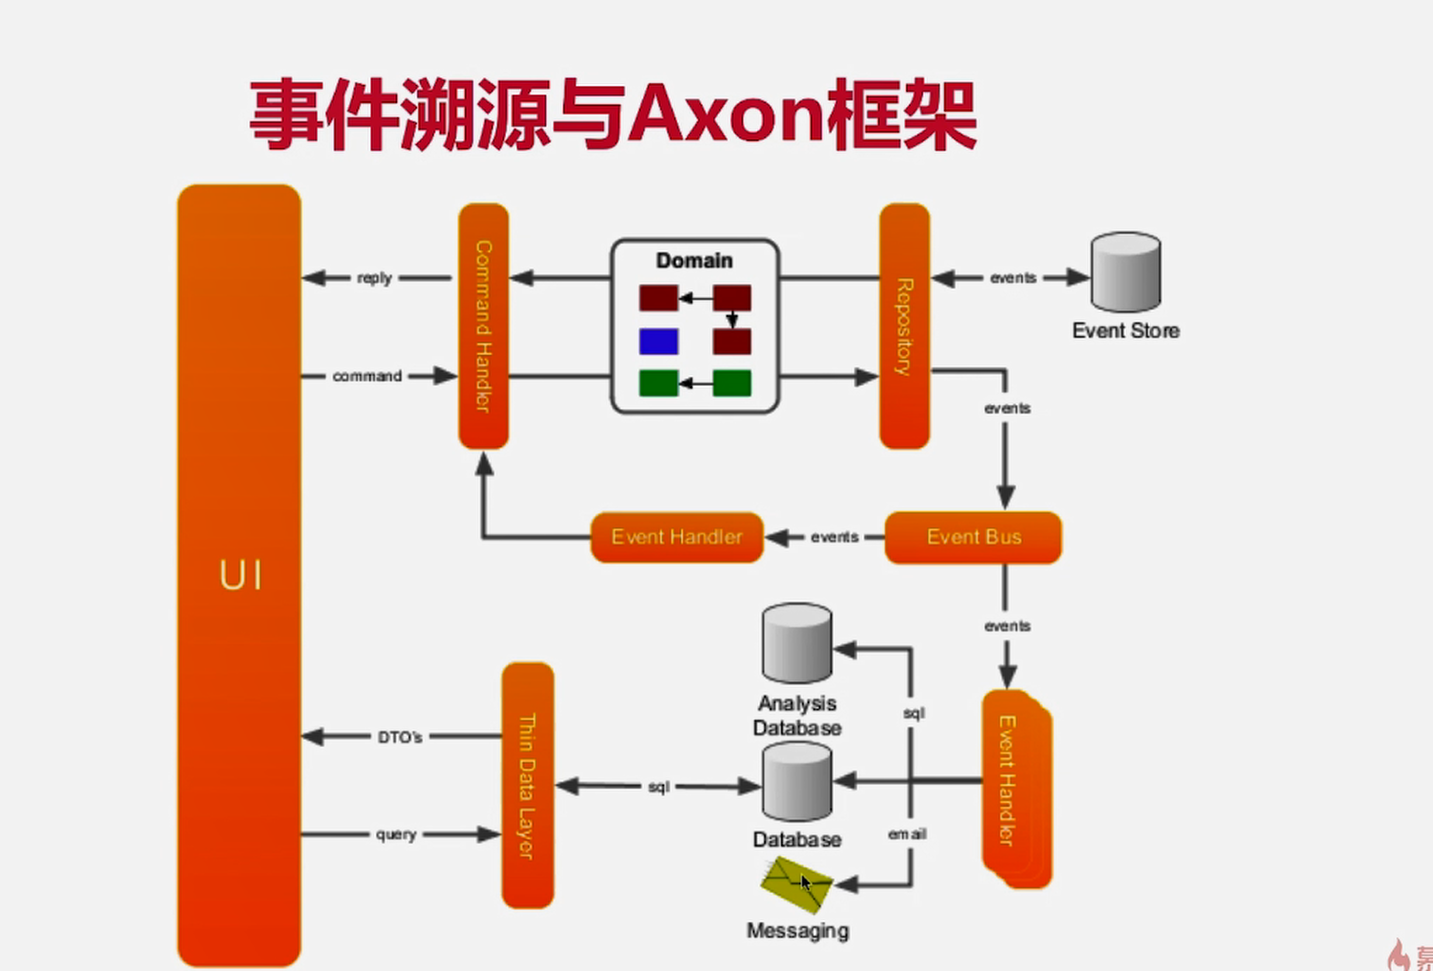 事件溯源与Axon框架
UI
reply
command
Command Handler
Domain
Repository
events
Event Store
events
Event Handler
events
Event Bus
events
Analysis
Database
sql
DTO's
query
Thin Data Layer
sql
Database
email
Messaging
Event Handler